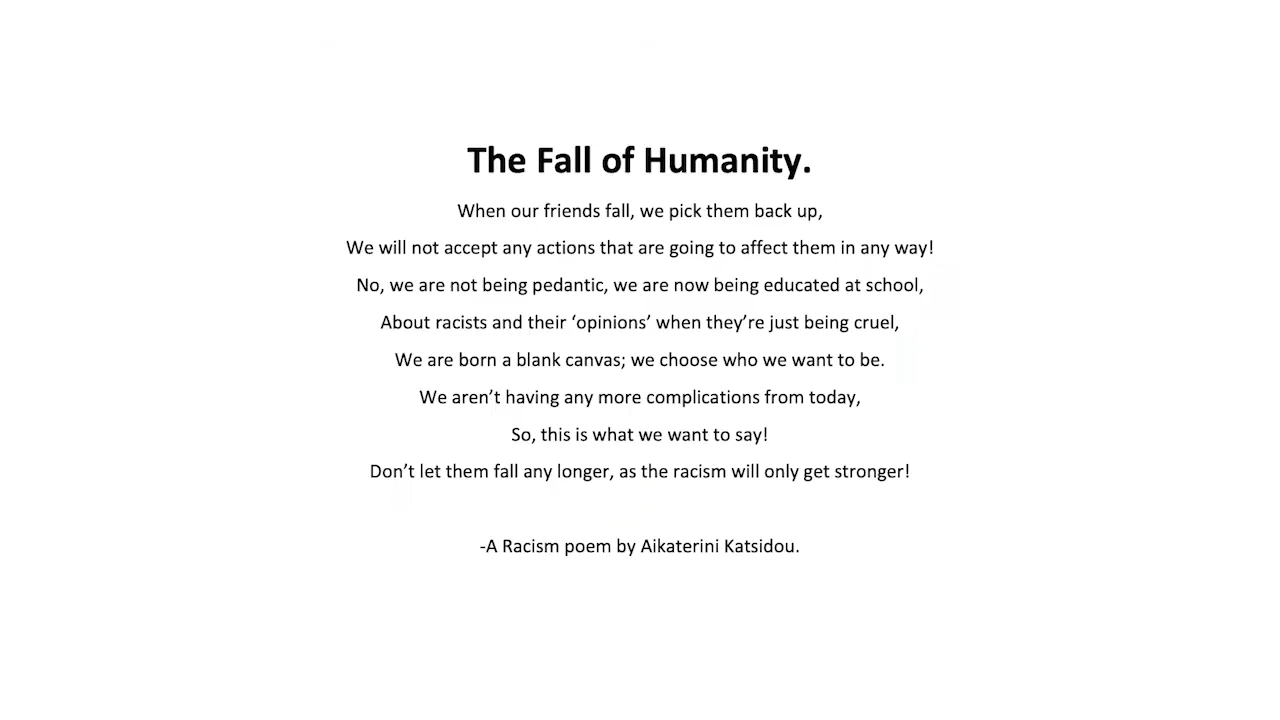 The Fall of Humanity.
When our friends fall, we pick them back up,
We will not accept any actions that are going to affect them in any way!
No, we are not being pedantic, we are now being educated at school,
About racists and their ‘opinions’ when they’re just being cruel,
We are born a blank canvas; we choose who we want to be.
We aren’t having any more complications from today,
So, this is what we want to say!
Don’t let them fall any longer, as the racism will only get stronger!
-A Racism poem by Aikaterini Katsidou.